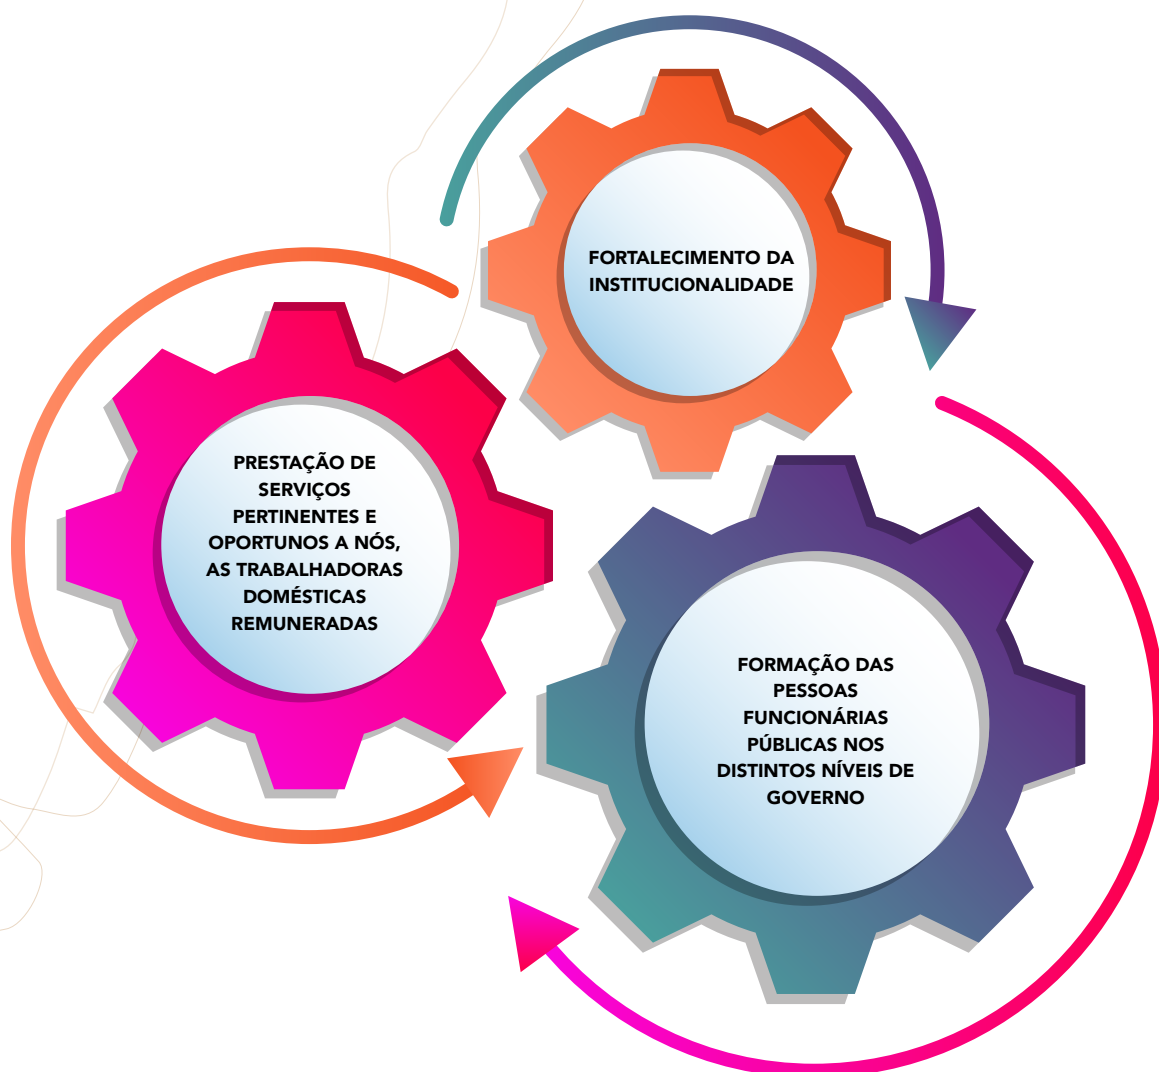 FORTALECIMENTO DA
INSTITUCIONALIDADE
PRESTAÇÃO DE
SERVIÇOS
PERTINENTES E
OPORTUNOS A NÓS,
AS TRABALHADORAS
DOMÉSTICAS
REMUNERADAS
FORMAÇÃO DAS
PESSOAS
FUNCIONÁRIAS
PÚBLICAS NOS
DISTINTOS NÍVEIS DE
GOVERNO